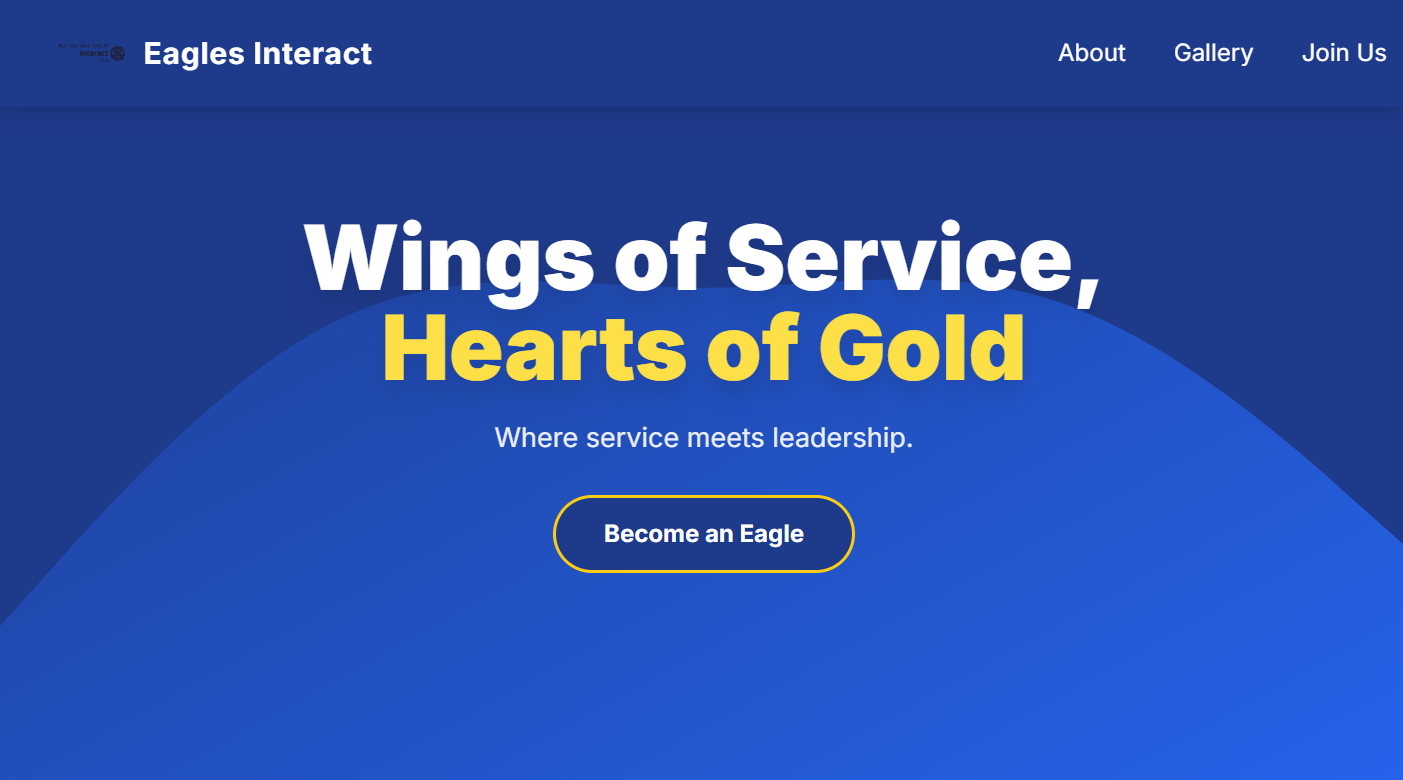 Interact
Eagles Interact
About
Gallery
Join Us
Wings of Service,
Hearts of Gold
Where service meets leadership.
Become an Eagle